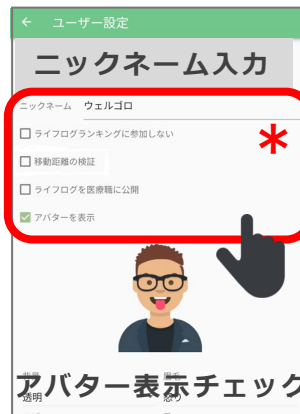 ← ユーザー設定
ニックネーム入力
ニックネーム ウェルゴロ
ライフログランキングに参加しない
*
移動距離の検証
ライフログを医療職に公開
アバターを表示
アバター表示チェック
透明 怒り